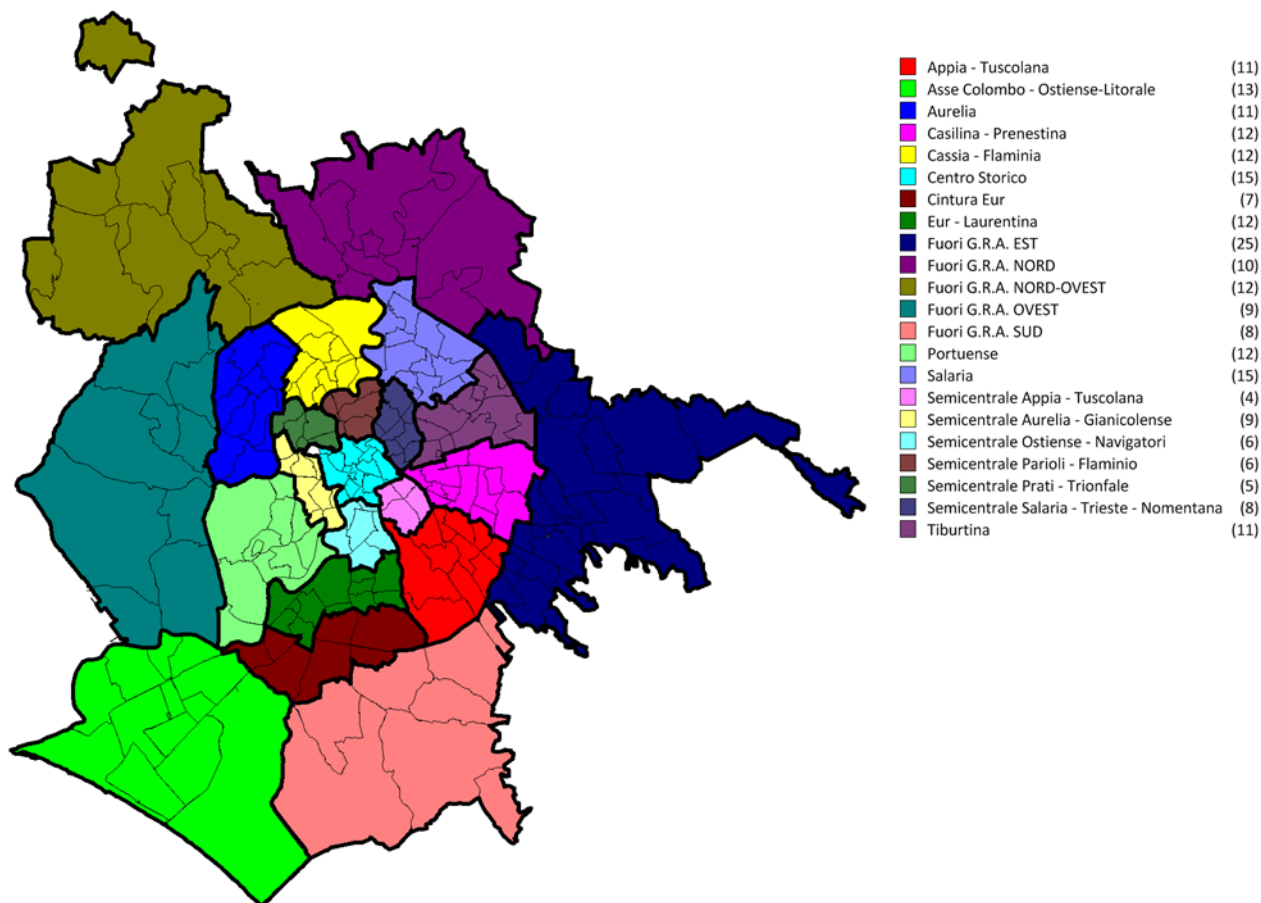 Appia - Tuscolana (11)
Asse Colombo - Ostiense-Litorale (13)
Aurelia (11)
Casilina - Prenestina (12)
Cassia - Flaminia (12)
Centro Storico (15)
Cintura Eur (7)
Eur - Laurentina (12)
Fuori G.R.A. EST (25)
Fuori G.R.A. NORD (10)
Fuori G.R.A. NORD-OVEST (12)
Fuori G.R.A. OVEST (9)
Fuori G.R.A. SUD (8)
Portuense (12)
Salaria (15)
Semicentrale Appia - Tuscolana (4)
Semicentrale Aurelia - Gianicolense (9)
Semicentrale Ostiense - Navigatori (6)
Semicentrale Parioli - Flaminio (6)
Semicentrale Prati - Trionfale (5)
Semicentrale Salaria - Trieste - Nomentana (8)
Tiburtina (11)